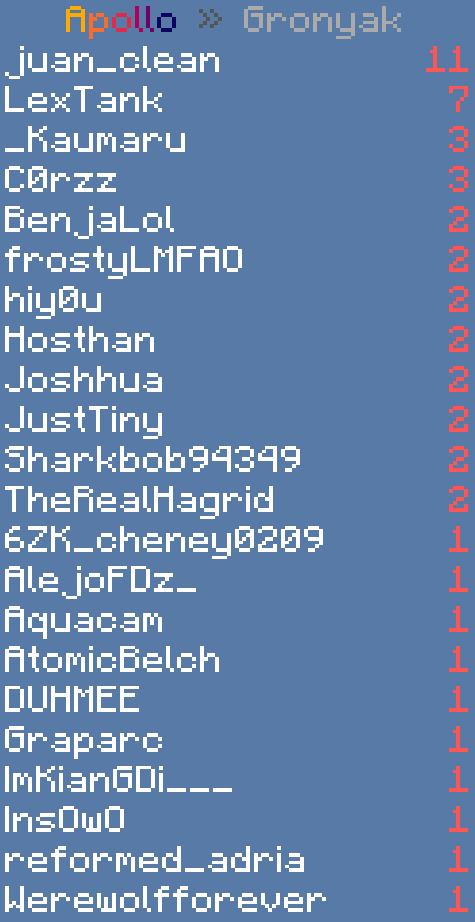 Apollo » Gronyak
juan_clean 11
LexTank 7
_Kaumaru 3
C0rzz 3
BenjaLol 2
frostyLMFAO 2
hiy0u 2
Hosthan 2
Joshhua 2
JustTiny 2
Sharkbob94349 2
TheRealHagrid 2
6ZK_cheney0209 1
AlejoFDz_ 1
Aquacam 1
AtomicBelch 1
DUHMEE 1
Graparc 1
ImKianGDi___ 1
InsOwO 1
reformed_adria 1
Werewolfforever 1